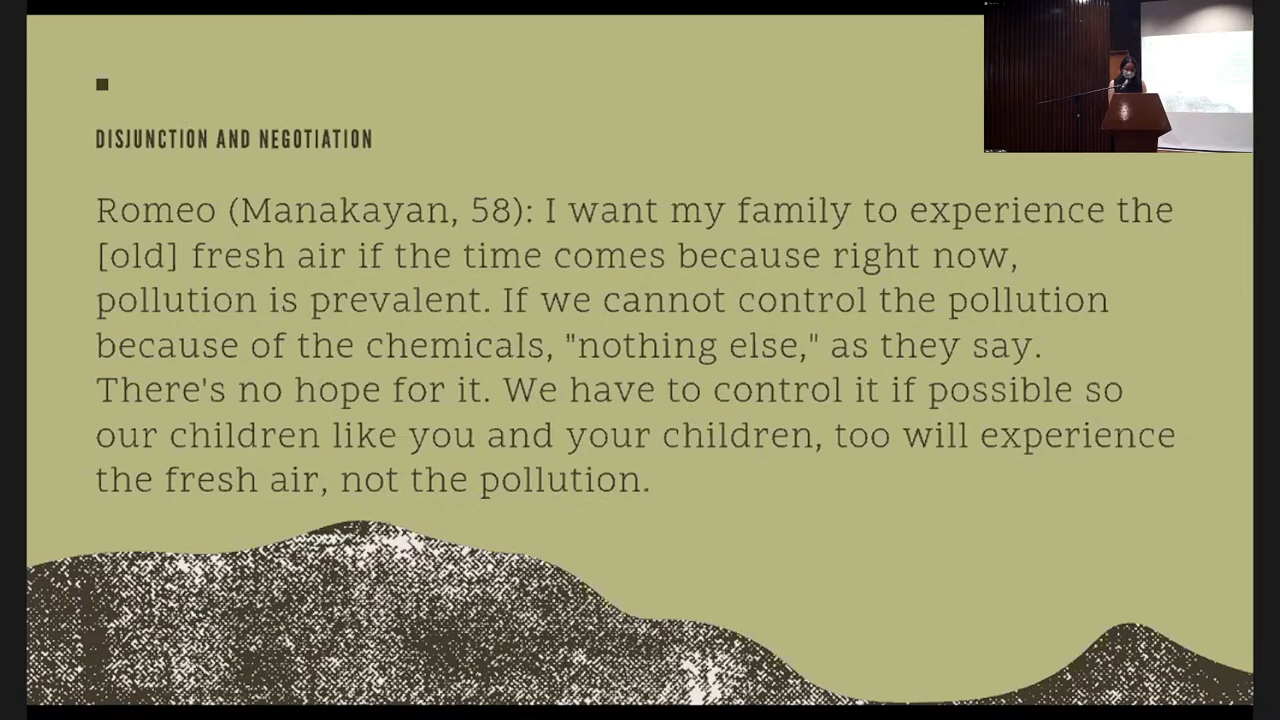 DISJUNCTION AND NEGOTIATION
Romeo (Manakayan, 58): I want my family to experience the
[old] fresh air if the time comes because right now,
pollution is prevalent. If we cannot control the pollution
because of the chemicals, "nothing else," as they say.
There's no hope for it. We have to control it if possible so
our children like you and your children, too will experience
the fresh air, not the pollution.